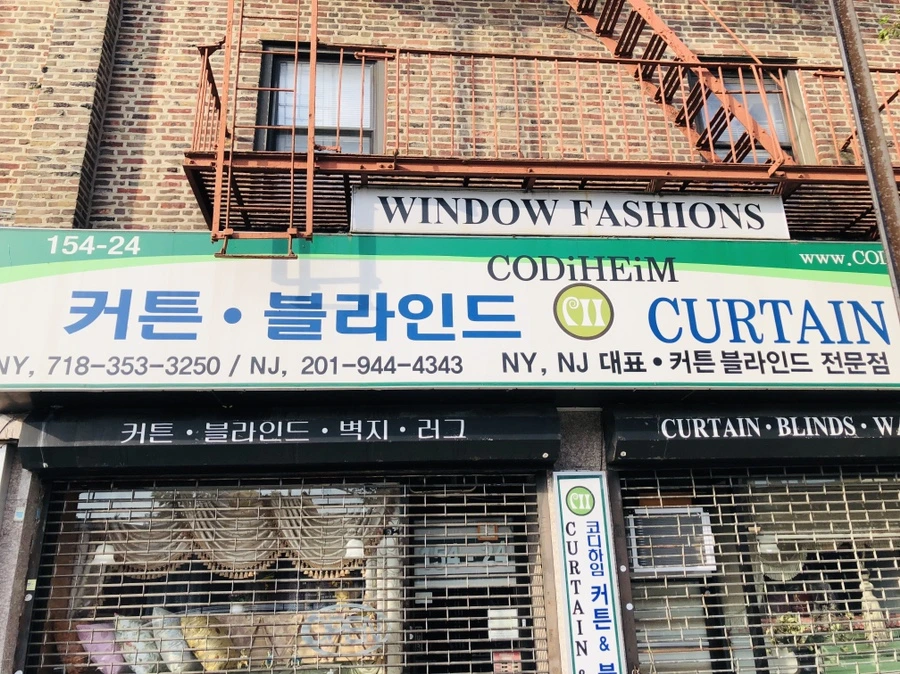 WINDOW FASHIONS
154-24
CODiHEiM
커튼 • 블라인드
CURTAIN
NY, 718-353-3250 / NJ, 201-944-4343
NY, NJ 대표 • 커튼 블라인드 전문점
커튼 • 블라인드 • 벽지 • 러그
CURTAIN • BLINDS •
CURTAIN &
코디하임 커튼 &
154-24